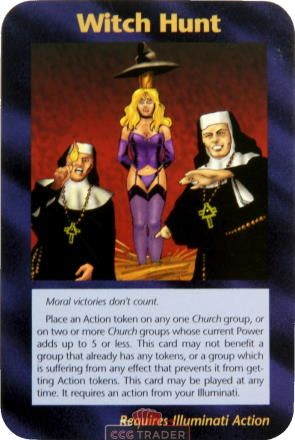 Witch Hunt
Moral victories don't count.
Place an Action token on any one Church group, or
on two or more Church groups whose current Power
adds up to 5 or less. This card may not benefit a
group that already has any tokens, or a group which
is suffering from any effect that prevents it from get-
ting Action tokens. This card may be played at any
time. It requires an action from your Illuminati.
Requires Illuminati Action
CCG TRADER